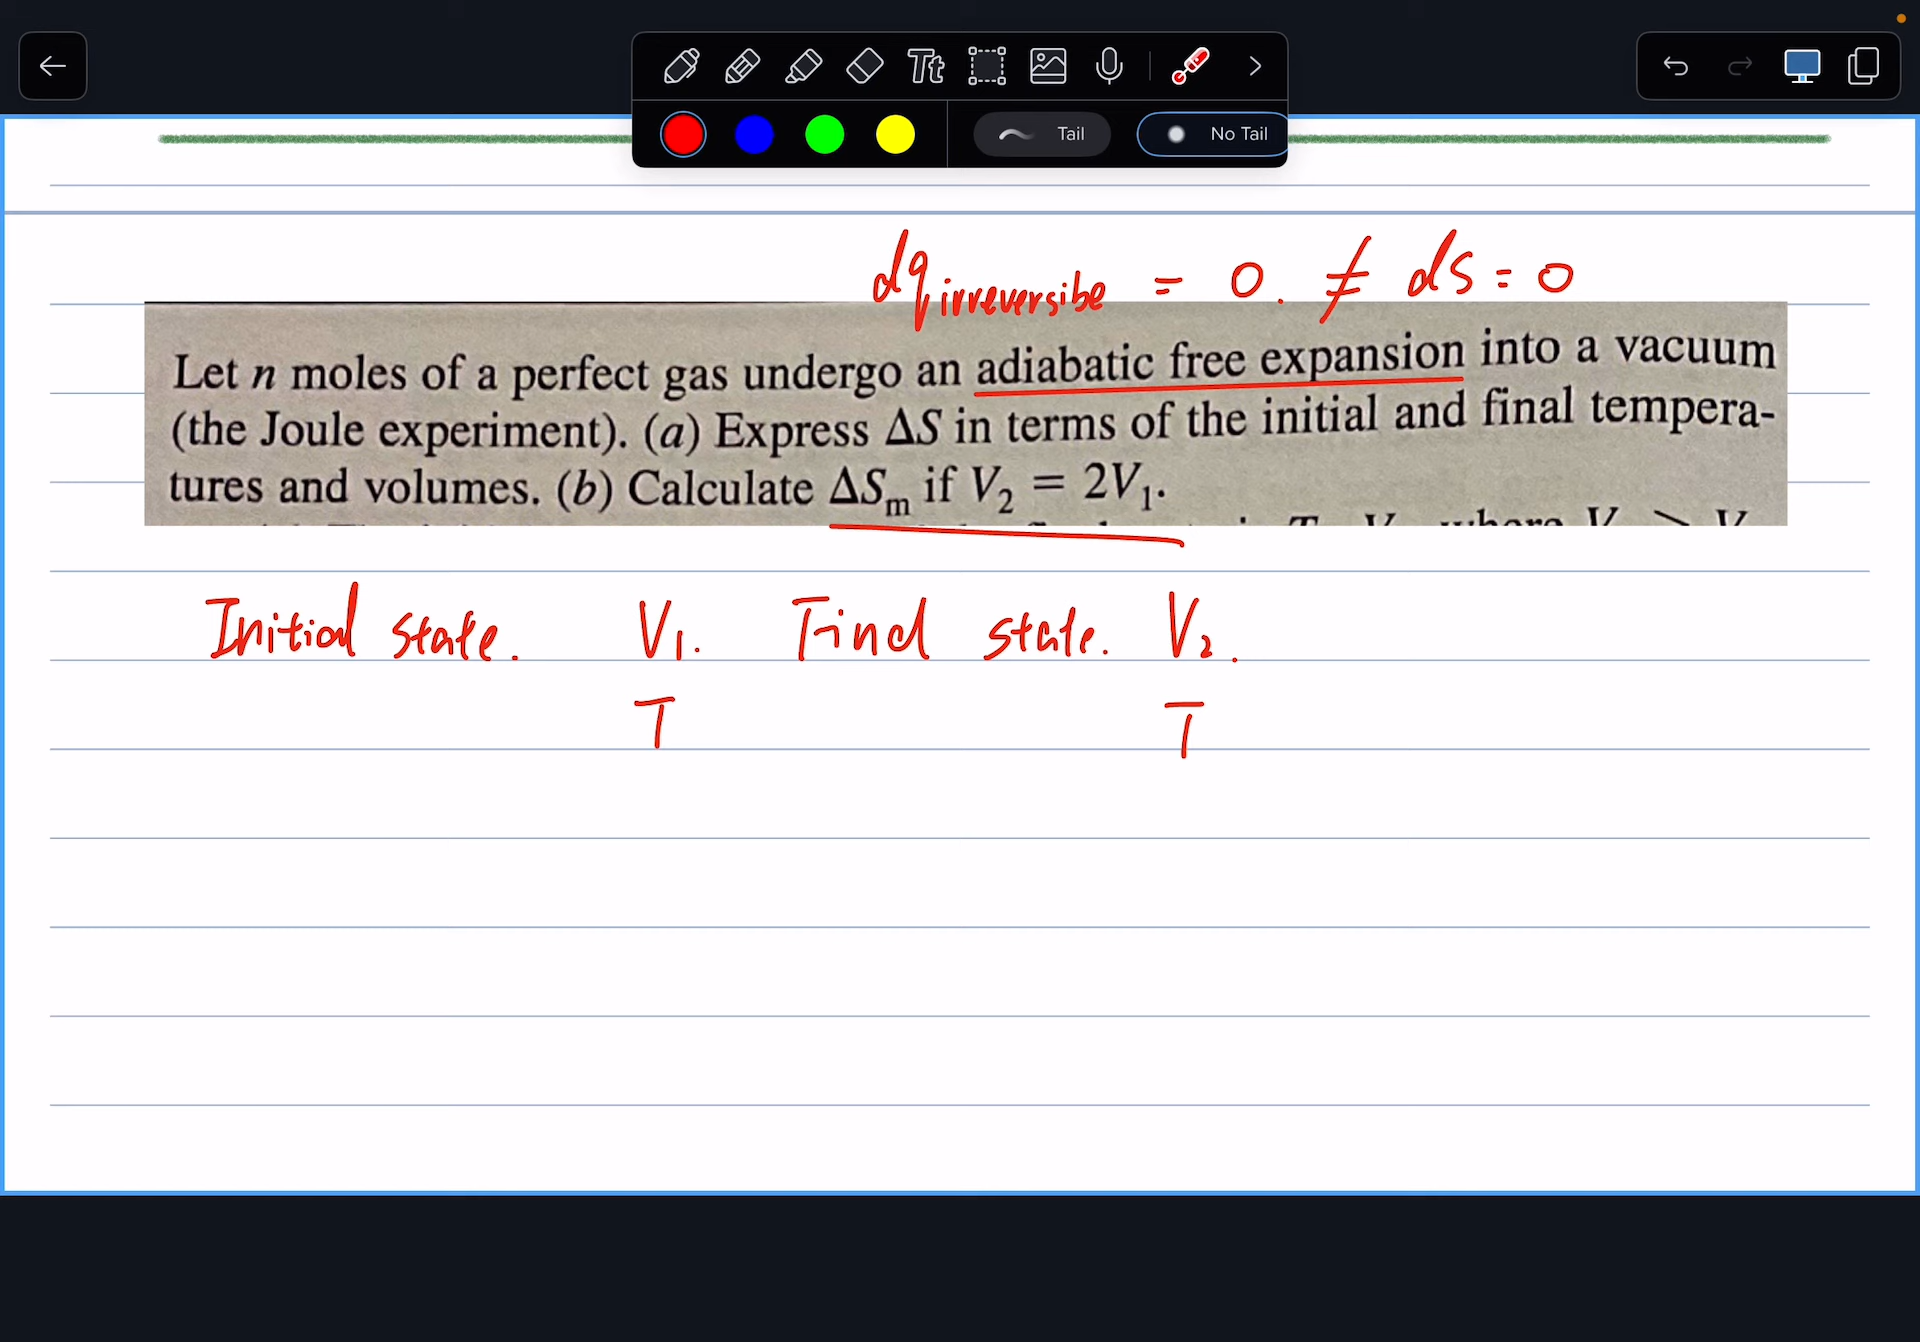 Tt
Tail
No Tail
dq irreversibe = 0. ≠ ds = 0
Let n moles of a perfect gas undergo an adiabatic free expansion into a vacuum
(the Joule experiment). (a) Express ΔS in terms of the initial and final tempera-
tures and volumes. (b) Calculate ΔSm if V2 = 2V1.
Initial state. V1. Final state. V2.
T T